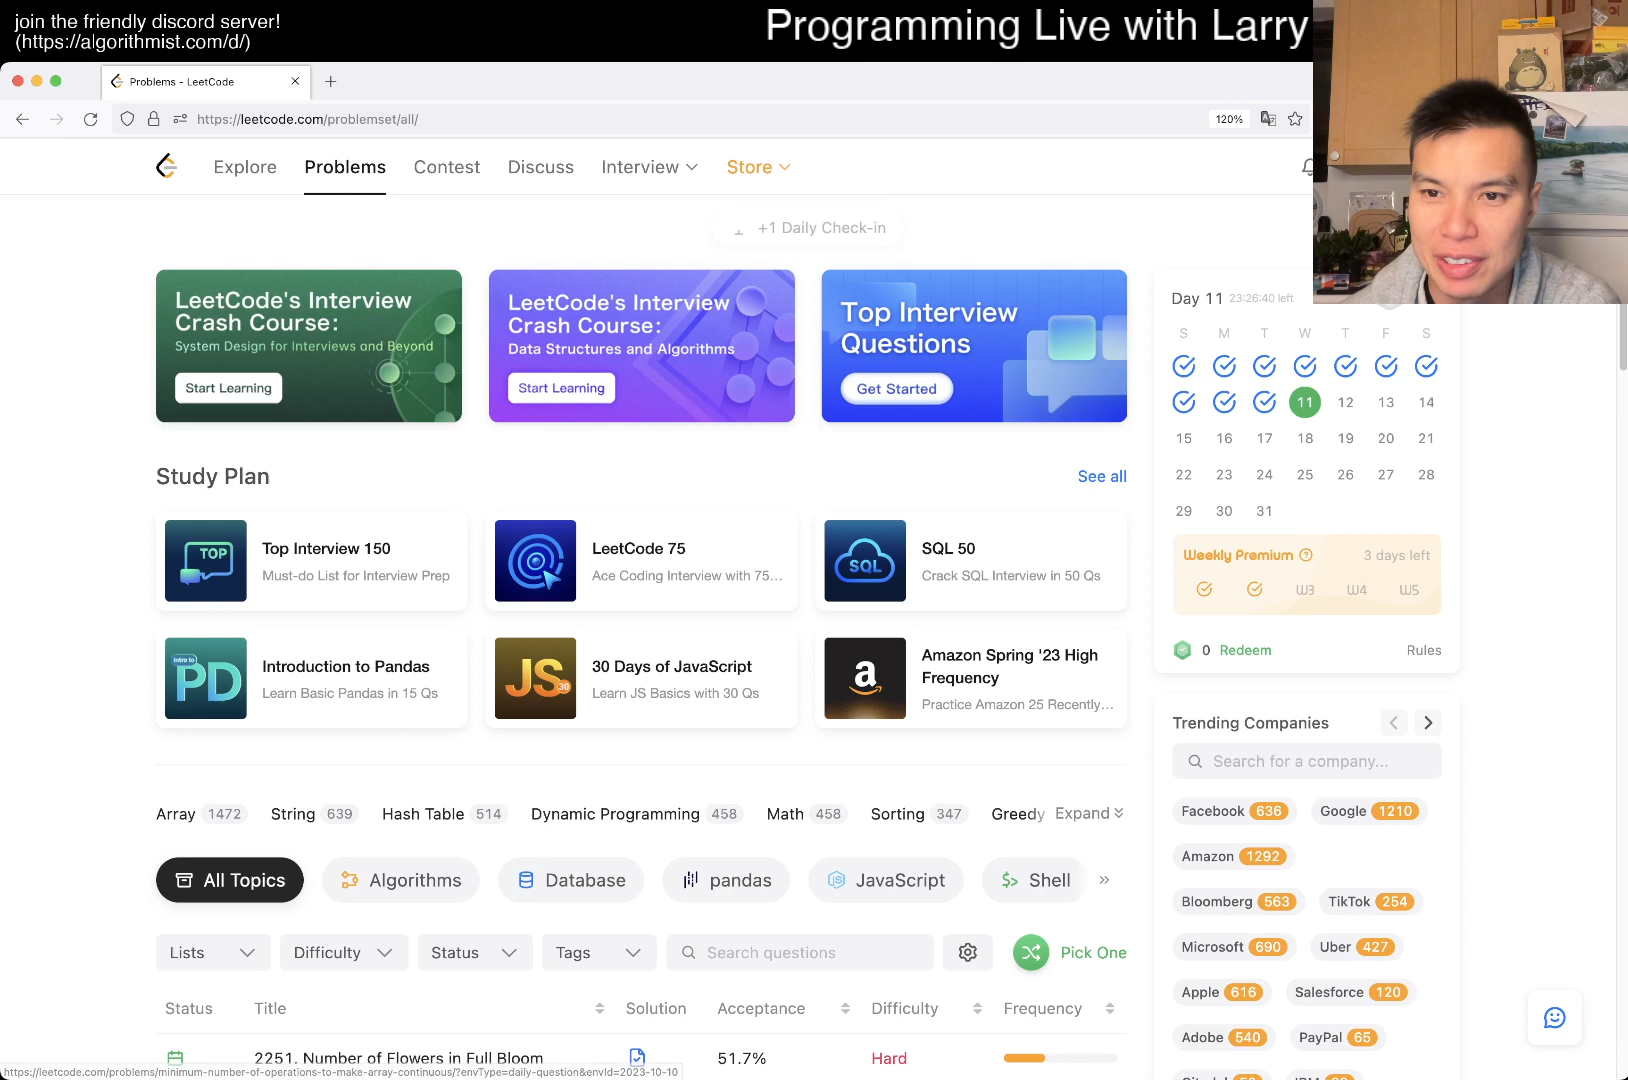 join the friendly discord server!
(https://algorithmist.com/d/)
Programming Live with Larry
Problems - LeetCode
https://leetcode.com/problemset/all/
120%
Explore
Problems
Contest
Discuss
Interview
Store
+1 Daily Check-in
LeetCode's Interview
Crash Course:
System Design for Interviews and Beyond
Start Learning
LeetCode's Interview
Crash Course:
Data Structures and Algorithms
Start Learning
Top Interview
Questions
Get Started
Day 11 23:26:40 left
S M T W T F S
11 12 13 14
15 16 17 18 19 20 21
22 23 24 25 26 27 28
29 30 31
Weekly Premium 3 days left
W3 W4 W5
0 Redeem Rules
Study Plan
See all
TOP
Top Interview 150
Must-do List for Interview Prep
LeetCode 75
Ace Coding Interview with 75...
SQL
SQL 50
Crack SQL Interview in 50 Qs
Intro to
PD
Introduction to Pandas
Learn Basic Pandas in 15 Qs
JS 30
30 Days of JavaScript
Learn JS Basics with 30 Qs
a
Amazon Spring '23 High
Frequency
Practice Amazon 25 Recently...
Array 1472 String 639 Hash Table 514 Dynamic Programming 458 Math 458 Sorting 347 Greedy Expand
All Topics Algorithms Database pandas JavaScript $> Shell
Lists Difficulty Status Tags Search questions Pick One
Status Title Solution Acceptance Difficulty Frequency
2251. Number of Flowers in Full Bloom 51.7% Hard
https://leetcode.com/problems/minimum-number-of-operations-to-make-array-continuous/?envType=daily-question&envId=2023-10-10
Trending Companies
Search for a company...
Facebook 636 Google 1210
Amazon 1292
Bloomberg 563 TikTok 254
Microsoft 690 Uber 427
Apple 616 Salesforce 120
Adobe 540 PayPal 65